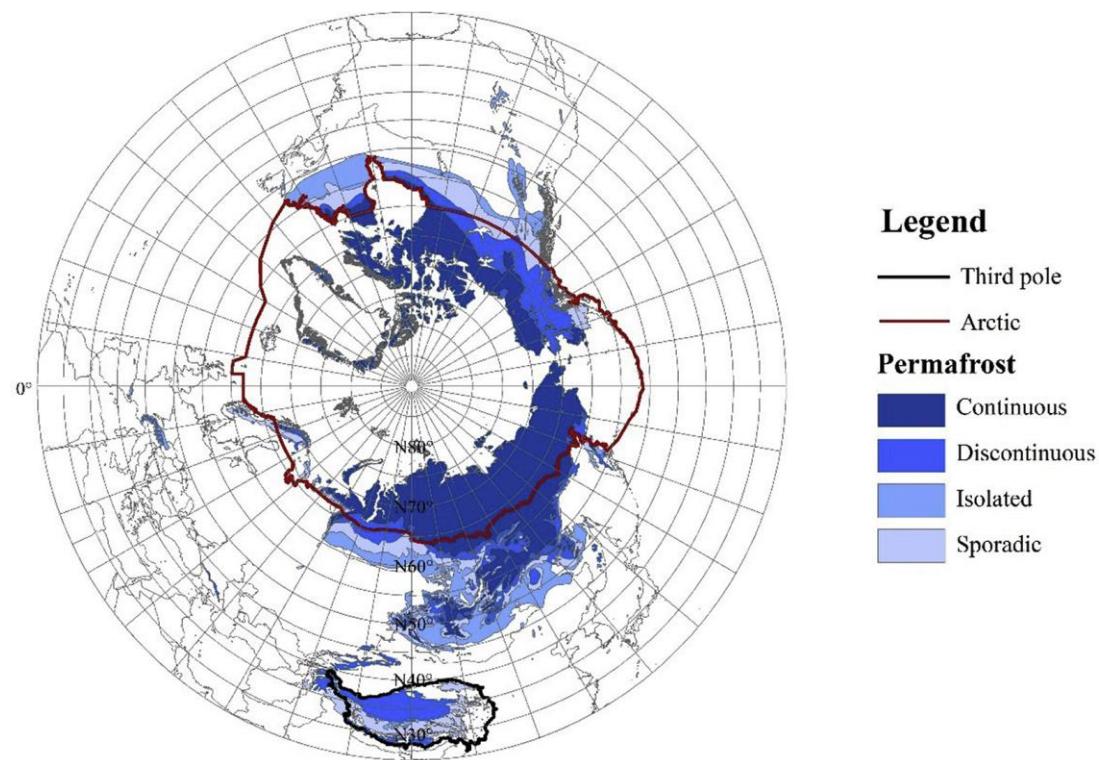 Legend
Third pole
Arctic
Permafrost
Continuous
Discontinuous
Isolated
Sporadic
0°
N80°
N70°
N60°
N50°
N40°
N30°